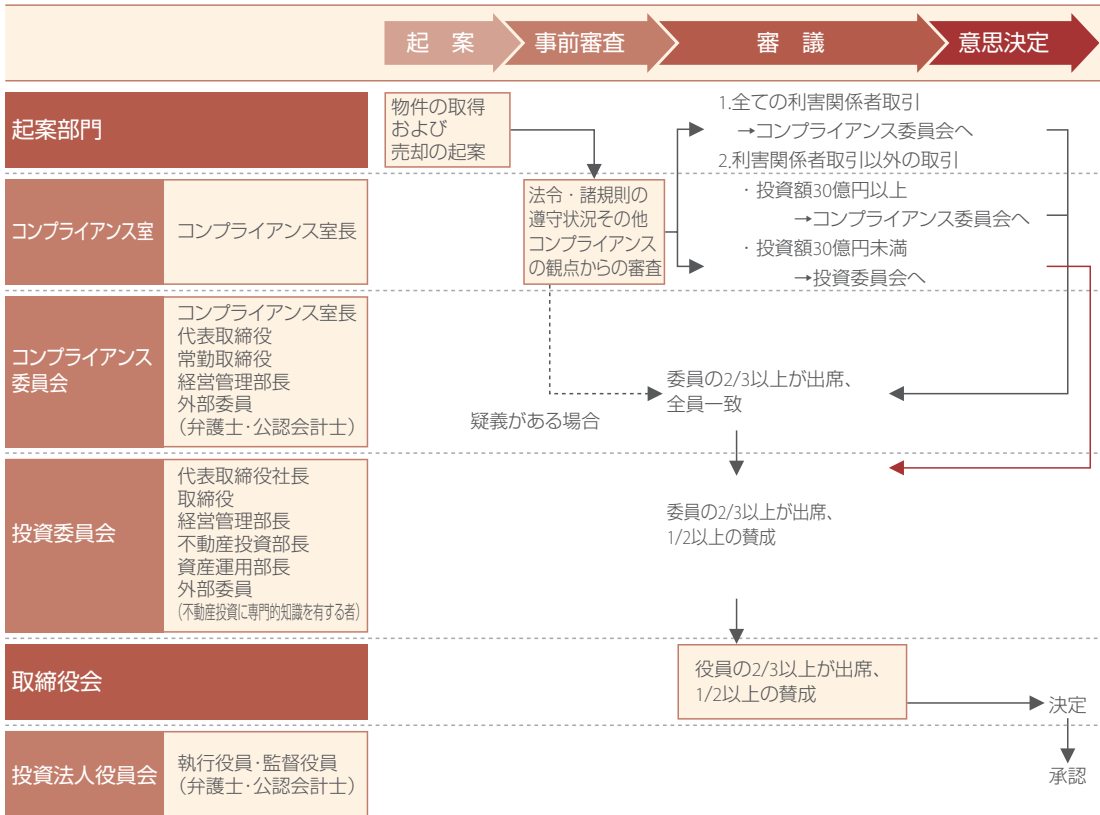 起 案
事前審査
審 議
意思決定
起案部門
物件の取得
および
売却の起案
1.全ての利害関係者取引
→コンプライアンス委員会へ
2.利害関係者取引以外の取引
・投資額30億円以上
→コンプライアンス委員会へ
・投資額30億円未満
→投資委員会へ
コンプライアンス室
コンプライアンス室長
法令・諸規則の
遵守状況その他
コンプライアンス
の観点からの審査
コンプライアンス
委員会
コンプライアンス室長
代表取締役
常勤取締役
経営管理部長
外部委員
(弁護士･公認会計士)
疑義がある場合
委員の2/3以上が出席、
全員一致
投資委員会
代表取締役社長
取締役
経営管理部長
不動産投資部長
資産運用部長
外部委員
(不動産投資に専門的知識を有する者)
委員の2/3以上が出席、
1/2以上の賛成
取締役会
役員の2/3以上が出席、
1/2以上の賛成
決定
投資法人役員会
執行役員･監督役員
(弁護士･公認会計士)
承認